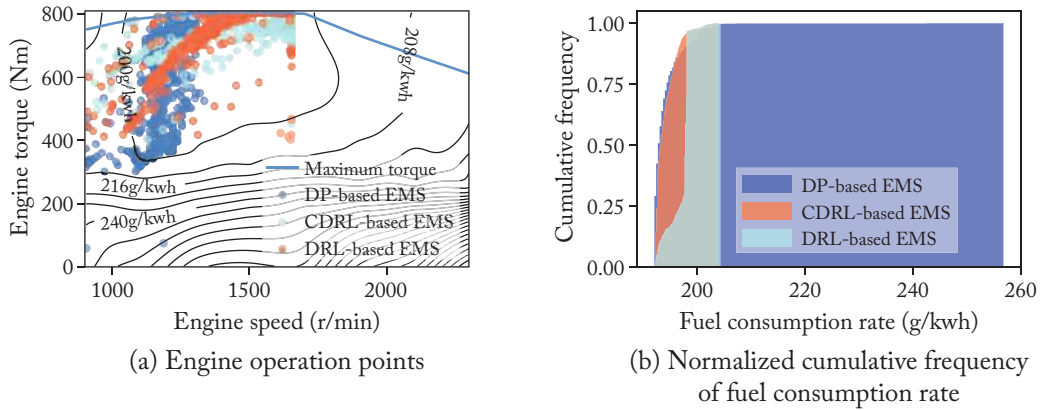 800
600
400
200
0
Engine torque (Nm)
200g/kwh
208g/kwh
216g/kwh
240g/kwh
Maximum torque
DP-based EMS
CDRL-based EMS
DRL-based EMS
1000
1500
2000
Engine speed (r/min)
(a) Engine operation points
1.00
0.75
0.50
0.25
0.00
Cumulative frequency
DP-based EMS
CDRL-based EMS
DRL-based EMS
200
220
240
260
Fuel consumption rate (g/kwh)
(b) Normalized cumulative frequency
of fuel consumption rate